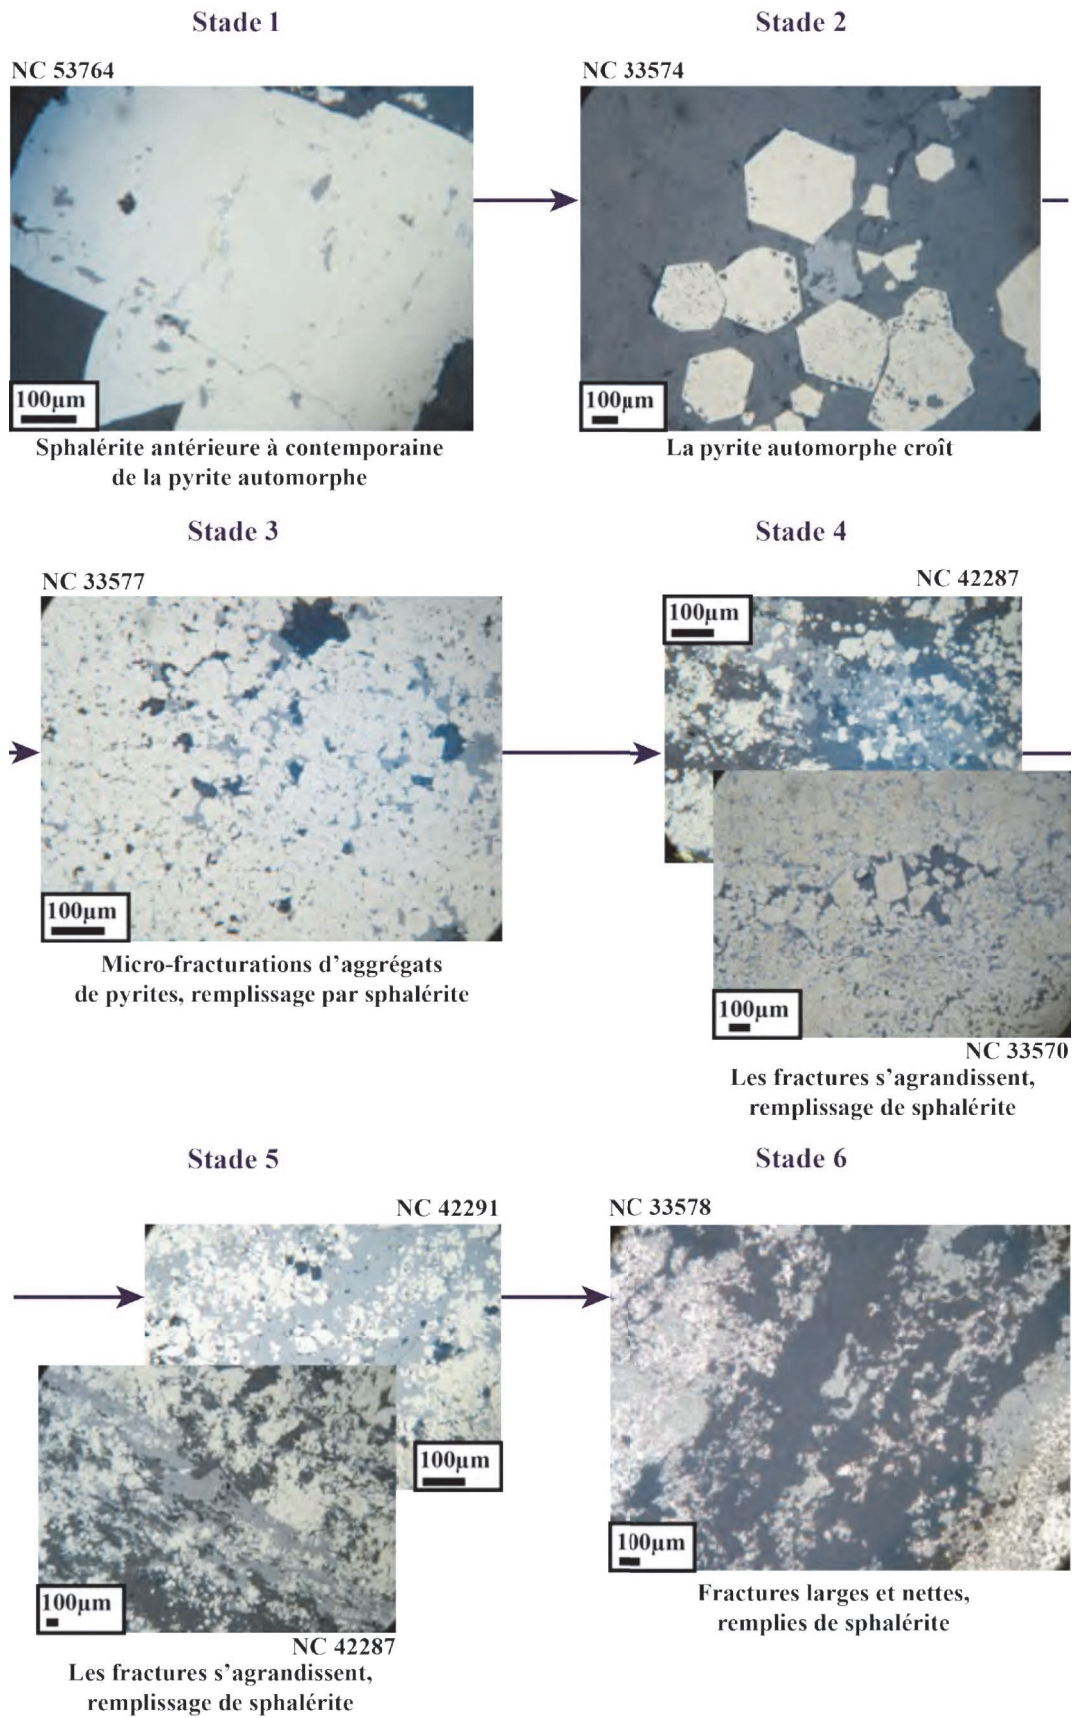 Stade 1
NC 53764
100µm
Sphalérite antérieure à contemporaine
de la pyrite automorphe
Stade 2
NC 33574
100µm
La pyrite automorphe croît
Stade 3
NC 33577
100µm
Micro-fracturations d'aggrégats
de pyrites, remplissage par sphalérite
Stade 4
NC 42287
100µm
100µm
NC 33570
Les fractures s'agrandissent,
remplissage de sphalérite
Stade 5
NC 42291
100µm
100µm
NC 42287
Les fractures s'agrandissent,
remplissage de sphalérite
Stade 6
NC 33578
100µm
Fractures larges et nettes,
remplies de sphalérite